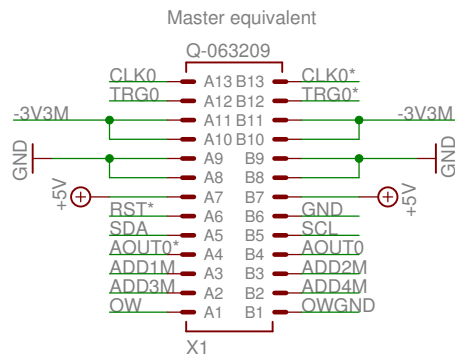 Master equivalent
Q-063209
CLK0 A13 B13 CLK0*
TRG0 A12 B12 TRG0*
-3V3M A11 B11 -3V3M
A10 B10
GND A9 B9 GND
A8 B8
+5V A7 B7 +5V
RST* A6 B6 GND
SDA A5 B5 SCL
AOUT0* A4 B4 AOUT0
ADD1M A3 B3 ADD2M
ADD3M A2 B2 ADD4M
OW A1 B1 OWGND
X1